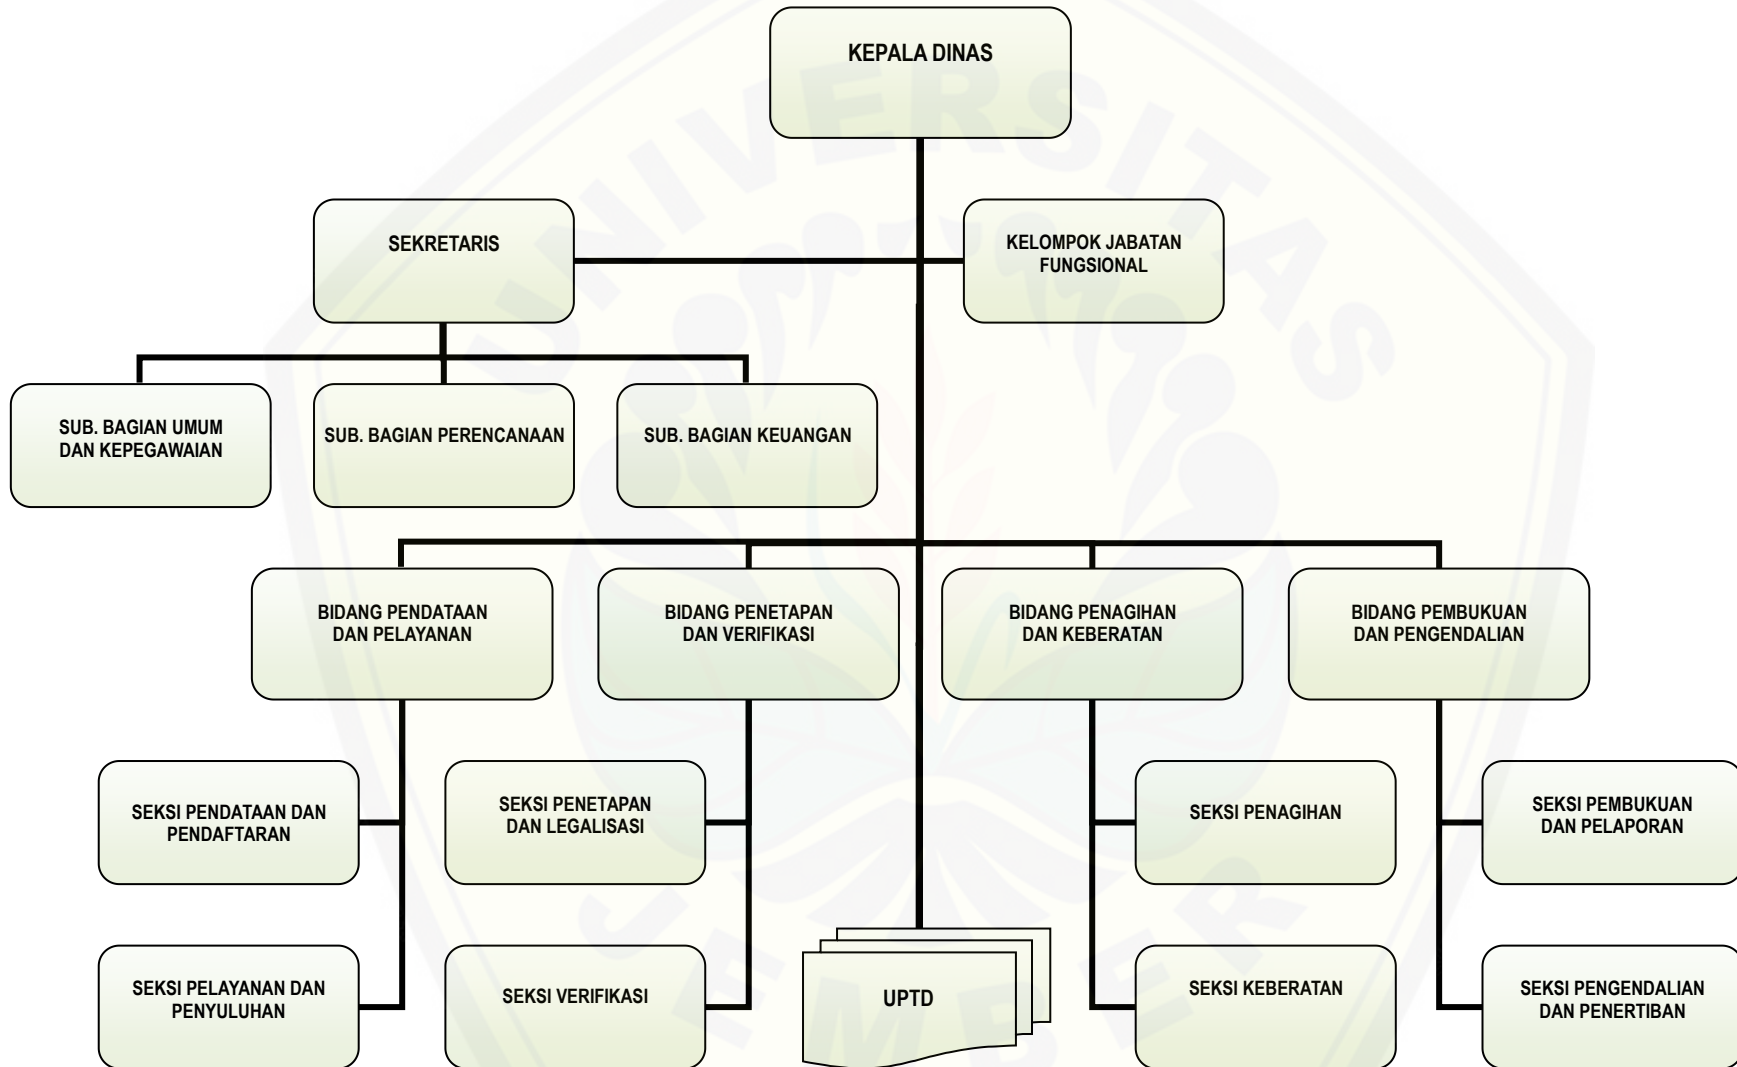 KEPALA DINAS
SEKRETARIS
KELOMPOK JABATAN
FUNGSIONAL
SUB. BAGIAN UMUM
DAN KEPEGAWAIAN
SUB. BAGIAN PERENCANAAN
SUB. BAGIAN KEUANGAN
BIDANG PENDATAAN
DAN PELAYANAN
BIDANG PENETAPAN
DAN VERIFIKASI
BIDANG PENAGIHAN
DAN KEBERATAN
BIDANG PEMBUKUAN
DAN PENGENDALIAN
SEKSI PENDATAAN DAN
PENDAFTARAN
SEKSI PENETAPAN
DAN LEGALISASI
SEKSI PENAGIHAN
SEKSI PEMBUKUAN
DAN PELAPORAN
SEKSI PELAYANAN DAN
PENYULUHAN
SEKSI VERIFIKASI
UPTD
SEKSI KEBERATAN
SEKSI PENGENDALIAN
DAN PENERTIBAN
UNIVERSITAS
JEMBER